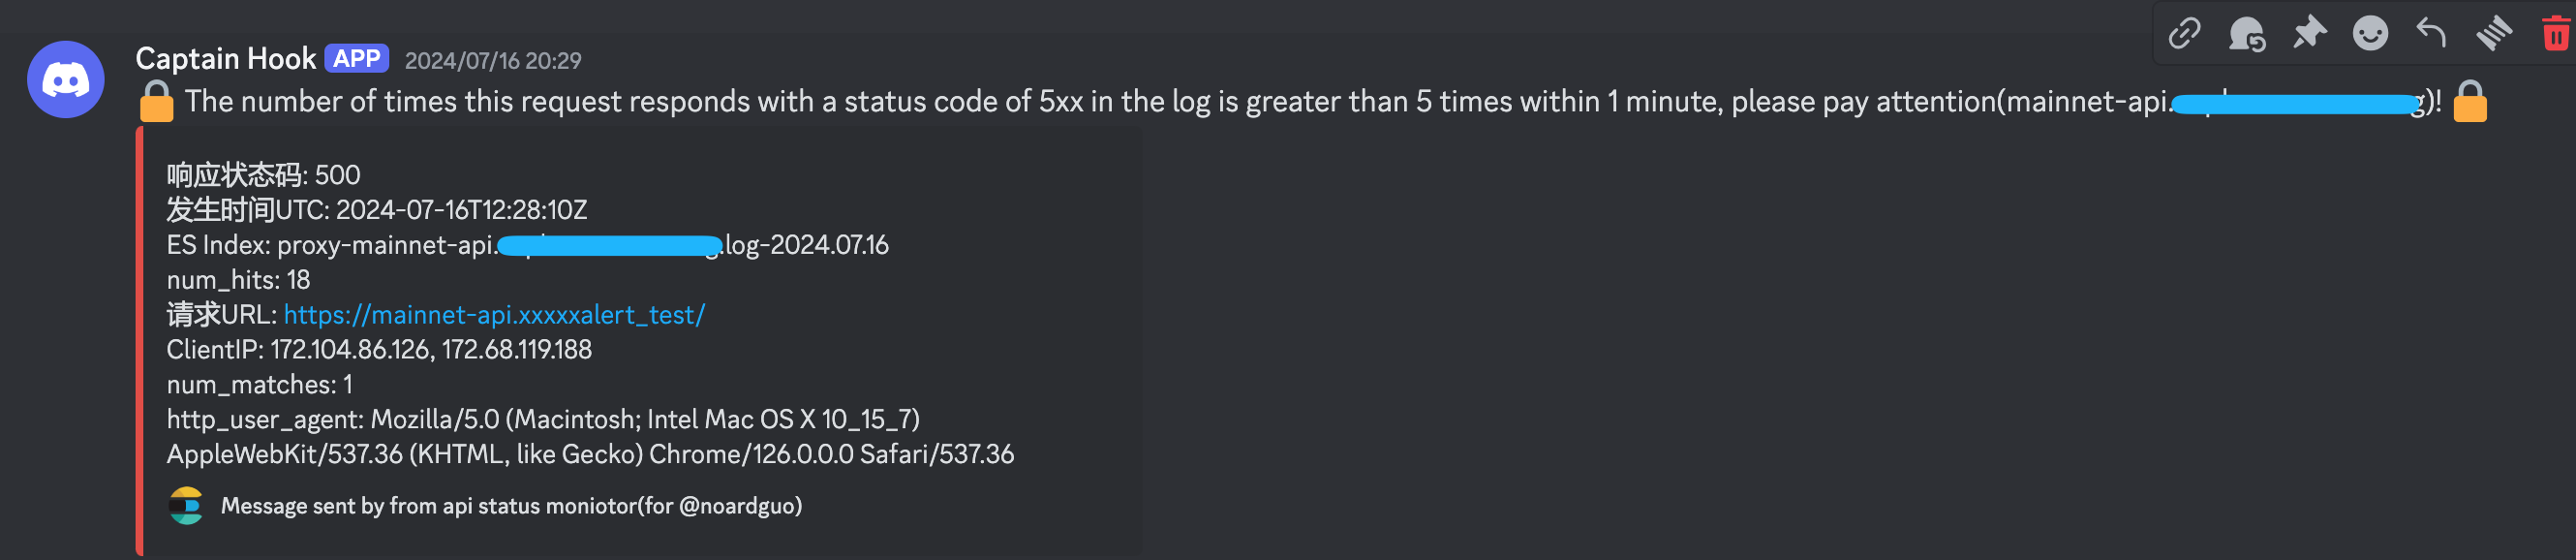 Captain Hook APP 2024/07/16 20:29
The number of times this request responds with a status code of 5xx in the log is greater than 5 times within 1 minute, please pay attention(mainnet-api. g)!
响应状态码: 500
发生时间UTC: 2024-07-16T12:28:10Z
ES Index: proxy-mainnet-api. .log-2024.07.16
num_hits: 18
请求URL: https://mainnet-api.xxxxxalert_test/
ClientIP: 172.104.86.126, 172.68.119.188
num_matches: 1
http_user_agent: Mozilla/5.0 (Macintosh; Intel Mac OS X 10_15_7)
AppleWebKit/537.36 (KHTML, like Gecko) Chrome/126.0.0.0 Safari/537.36
Message sent by from api status moniotor(for @noardguo)